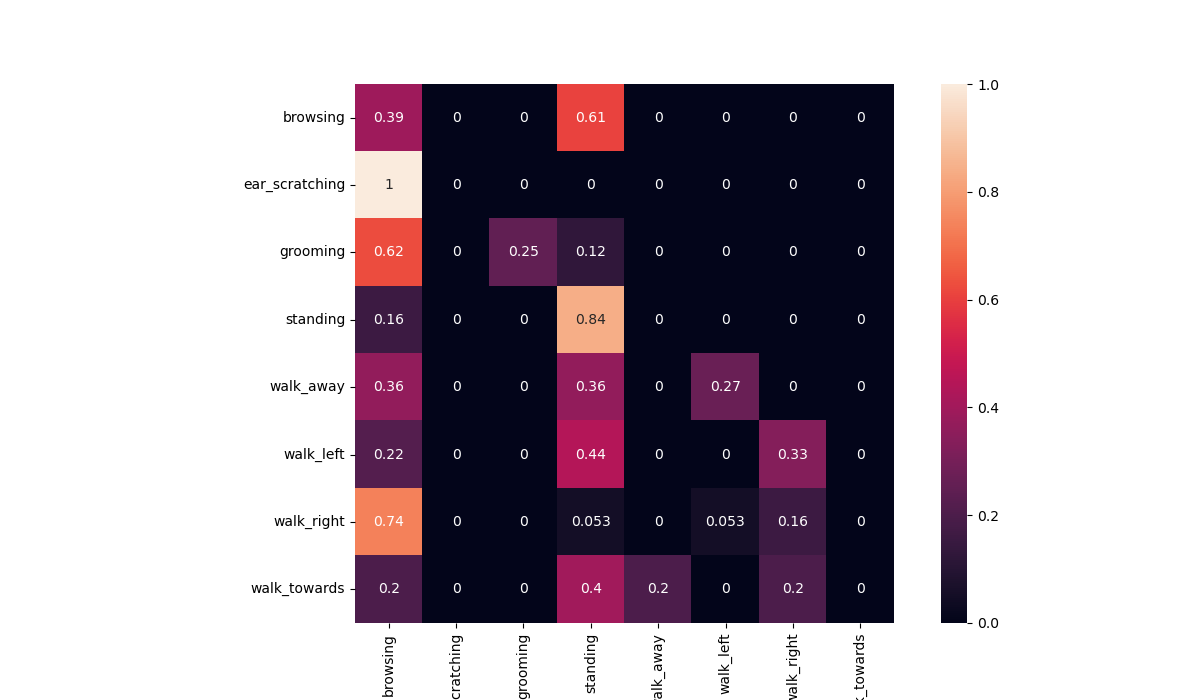 browsing 0.39 0 0 0.61 0 0 0 0
ear_scratching 1 0 0 0 0 0 0 0
grooming 0.62 0 0.25 0.12 0 0 0 0
standing 0.16 0 0 0.84 0 0 0 0
walk_away 0.36 0 0 0.36 0 0.27 0 0
walk_left 0.22 0 0 0.44 0 0 0.33 0
walk_right 0.74 0 0 0.053 0 0.053 0.16 0
walk_towards 0.2 0 0 0.4 0.2 0 0.2 0
browsing
cratching
grooming
standing
alk_away
walk_left
walk_right
_towards
1.0
0.8
0.6
0.4
0.2
0.0